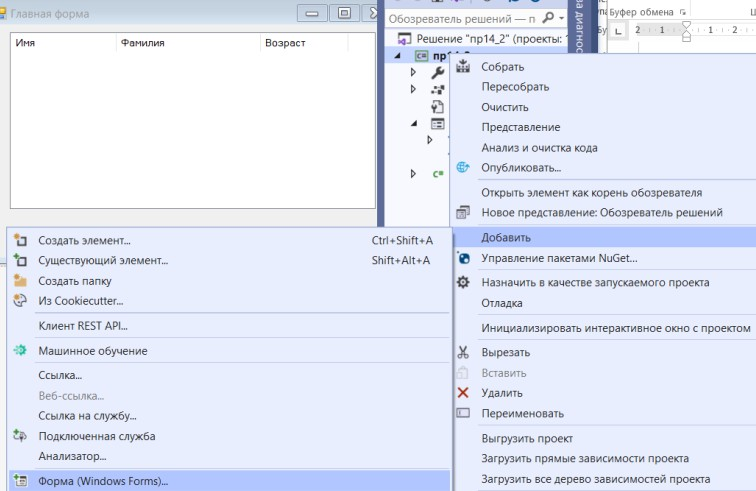 Главная форма
Имя Фамилия Возраст
Обозреватель решений — п
Решение "пр14_2" (проекты: 1
Буфер обмена
2 1 1 2
Собрать
Пересобрать
Очистить
Представление
Анализ и очистка кода
Опубликовать...
Открыть элемент как корень обозревателя
Новое представление: Обозреватель решений
Добавить
Управление пакетами NuGet...
Назначить в качестве запускаемого проекта
Отладка
Инициализировать интерактивное окно с проектом
Вырезать
Вставить
Удалить
Переименовать
Выгрузить проект
Загрузить прямые зависимости проекта
Загрузить все дерево зависимостей проекта
Создать элемент... Ctrl+Shift+A
Существующий элемент... Shift+Alt+A
Создать папку
Из Cookiecutter...
Клиент REST API...
Машинное обучение
Ссылка...
Веб-ссылка...
Ссылка на службу...
Подключенная служба
Анализатор...
Форма (Windows Forms)...